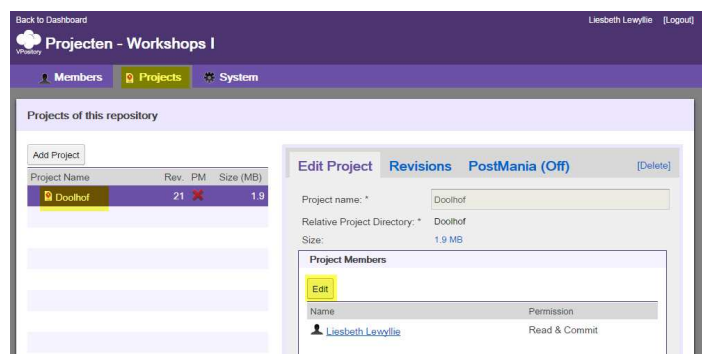 Back to Dashboard
Liesbeth Lewyllie [Logout]
VPository
Projecten - Workshops I
Members Projects System
Projects of this repository
Add Project
Project Name Rev. PM Size (MB)
Doolhof 21 1.9
Edit Project Revisions PostMania (Off) [Delete]
Project name: * Doolhof
Relative Project Directory: * Doolhof
Size: 1.9 MB
Project Members
Edit
Name Permission
Liesbeth Lewyllie Read & Commit